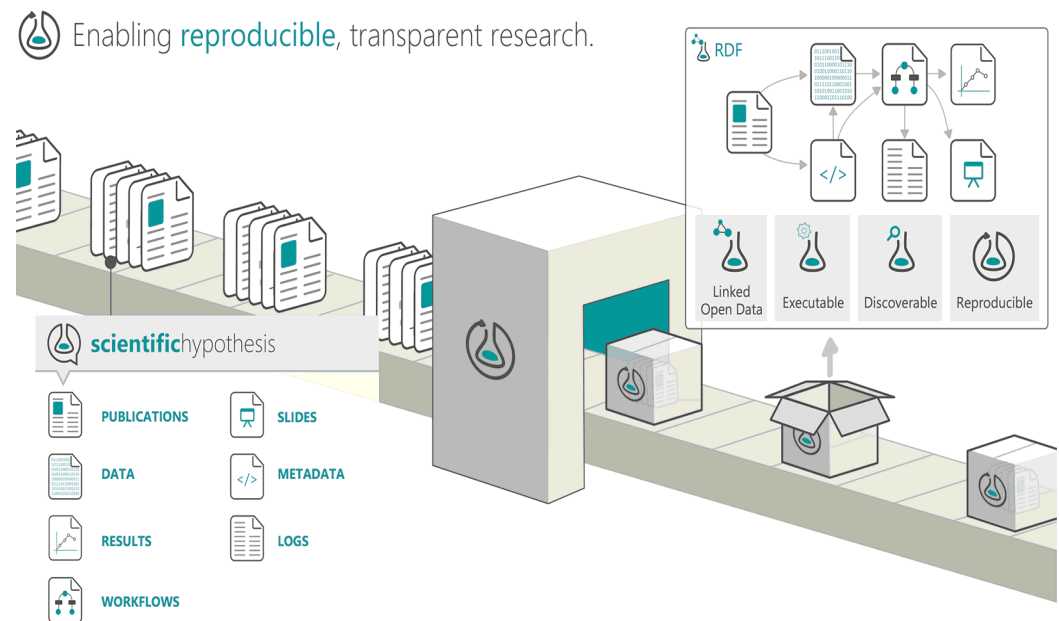 Enabling reproducible, transparent research.
RDF
</>
Linked
Open Data
Executable
Discoverable
Reproducible
scientifichypothesis
PUBLICATIONS
SLIDES
DATA
</>
METADATA
RESULTS
LOGS
WORKFLOWS